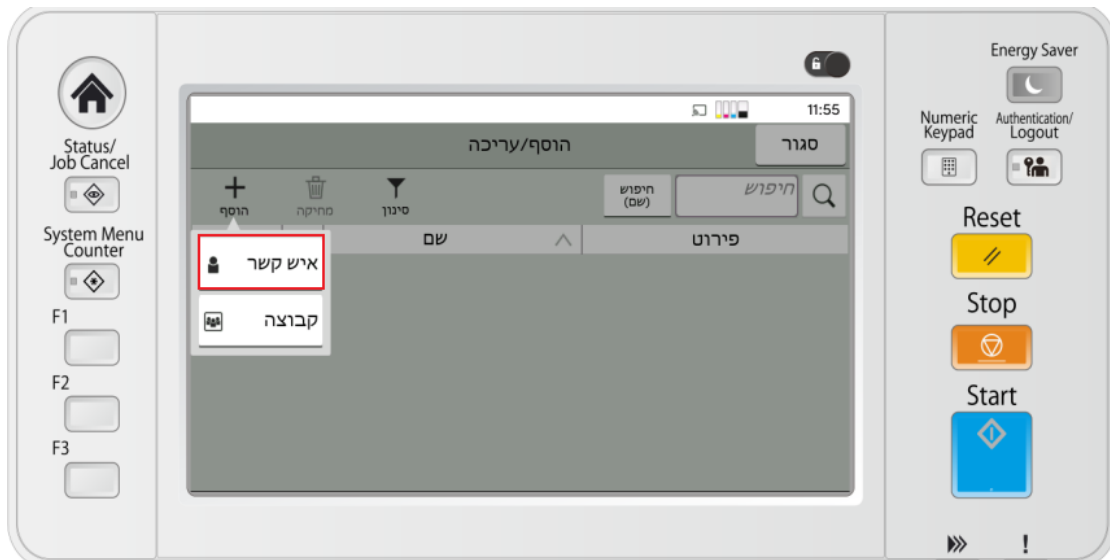 Energy Saver
11:55
Numeric
Keypad
Authentication/
Logout
Status/
Job Cancel
הוסף/עריכה
סגור
הוסף
מחיקה
סינון
חיפוש
(שם)
חיפוש
System Menu
Counter
שם
פירוט
איש קשר
קבוצה
Reset
F1
Stop
F2
Start
F3
!